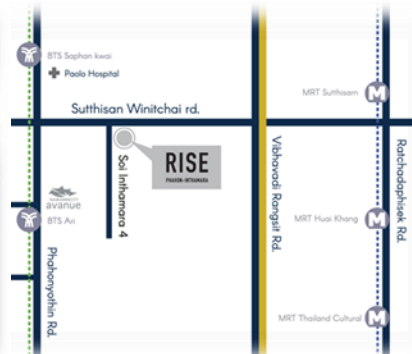 BTS Saphan kwai
Paolo Hospital
MRT Sutthisarn
M
Sutthisan Winitchai rd.
RISE
PHAHON-INTHAMARA
Soi Inthamara 4
Vibhavadi Rangsit Rd.
Ratchadaphisek Rd.
avanue
BTS Ari
MRT Huai Khang
M
Phahonyothin Rd.
MRT Thailand Cultural
M